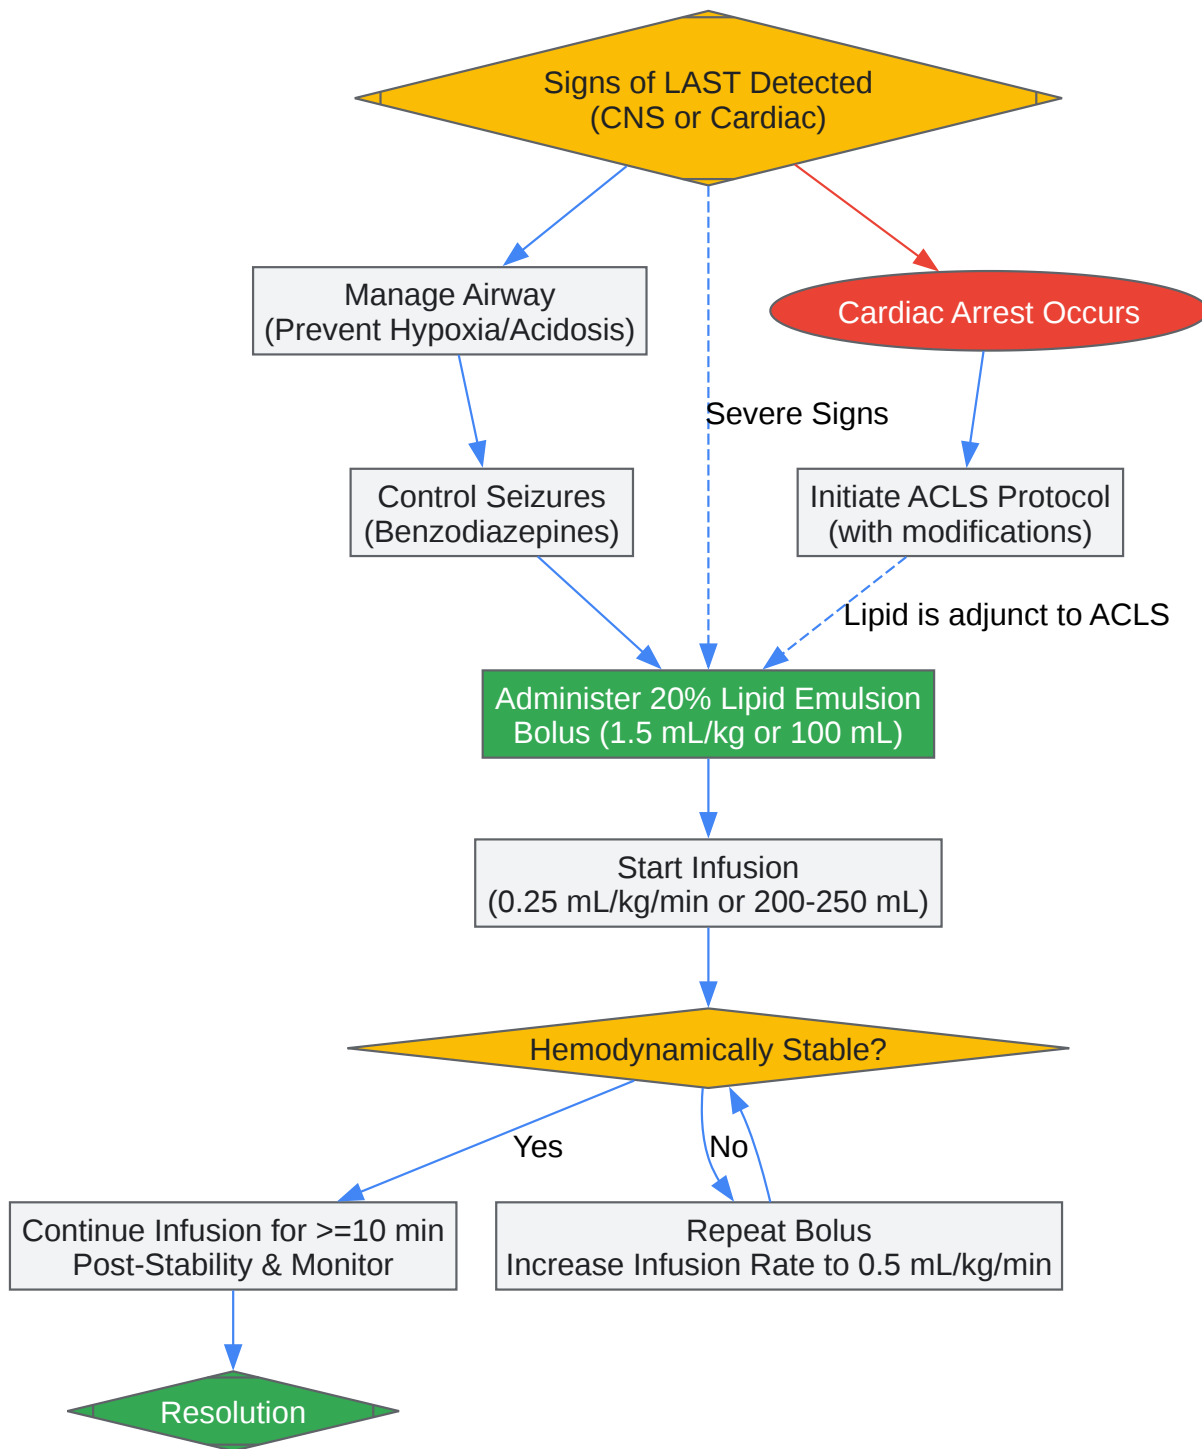 Signs of LAST Detected
(CNS or Cardiac)
Manage Airway
(Prevent Hypoxia/Acidosis)
Cardiac Arrest Occurs
Severe Signs
Control Seizures
(Benzodiazepines)
Initiate ACLS Protocol
(with modifications)
Lipid is adjunct to ACLS
Administer 20% Lipid Emulsion
Bolus (1.5 mL/kg or 100 mL)
Start Infusion
(0.25 mL/kg/min or 200-250 mL)
Hemodynamically Stable?
Yes
No
Continue Infusion for >=10 min
Post-Stability & Monitor
Repeat Bolus
Increase Infusion Rate to 0.5 mL/kg/min
Resolution